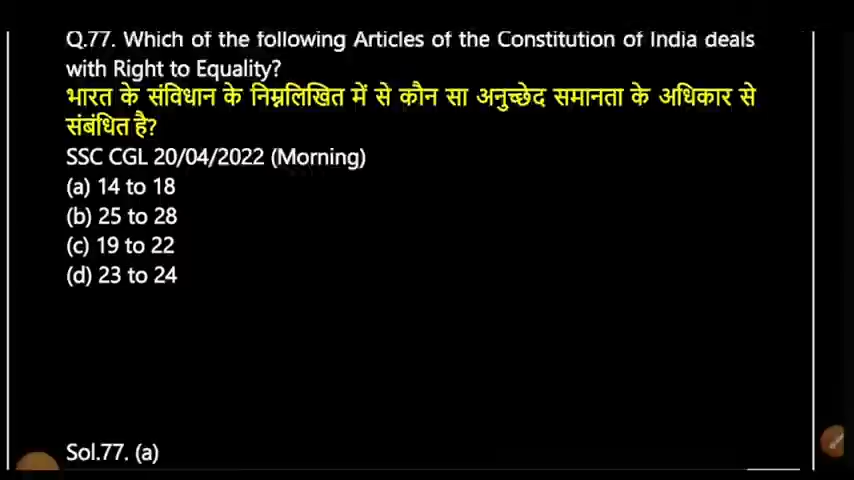 Q.77. Which of the following Articles of the Constitution of India deals
with Right to Equality?
भारत के संविधान के निम्नलिखित में से कौन सा अनुच्छेद समानता के अधिकार से
संबंधित है?
SSC CGL 20/04/2022 (Morning)
(a) 14 to 18
(b) 25 to 28
(c) 19 to 22
(d) 23 to 24
Sol.77. (a)